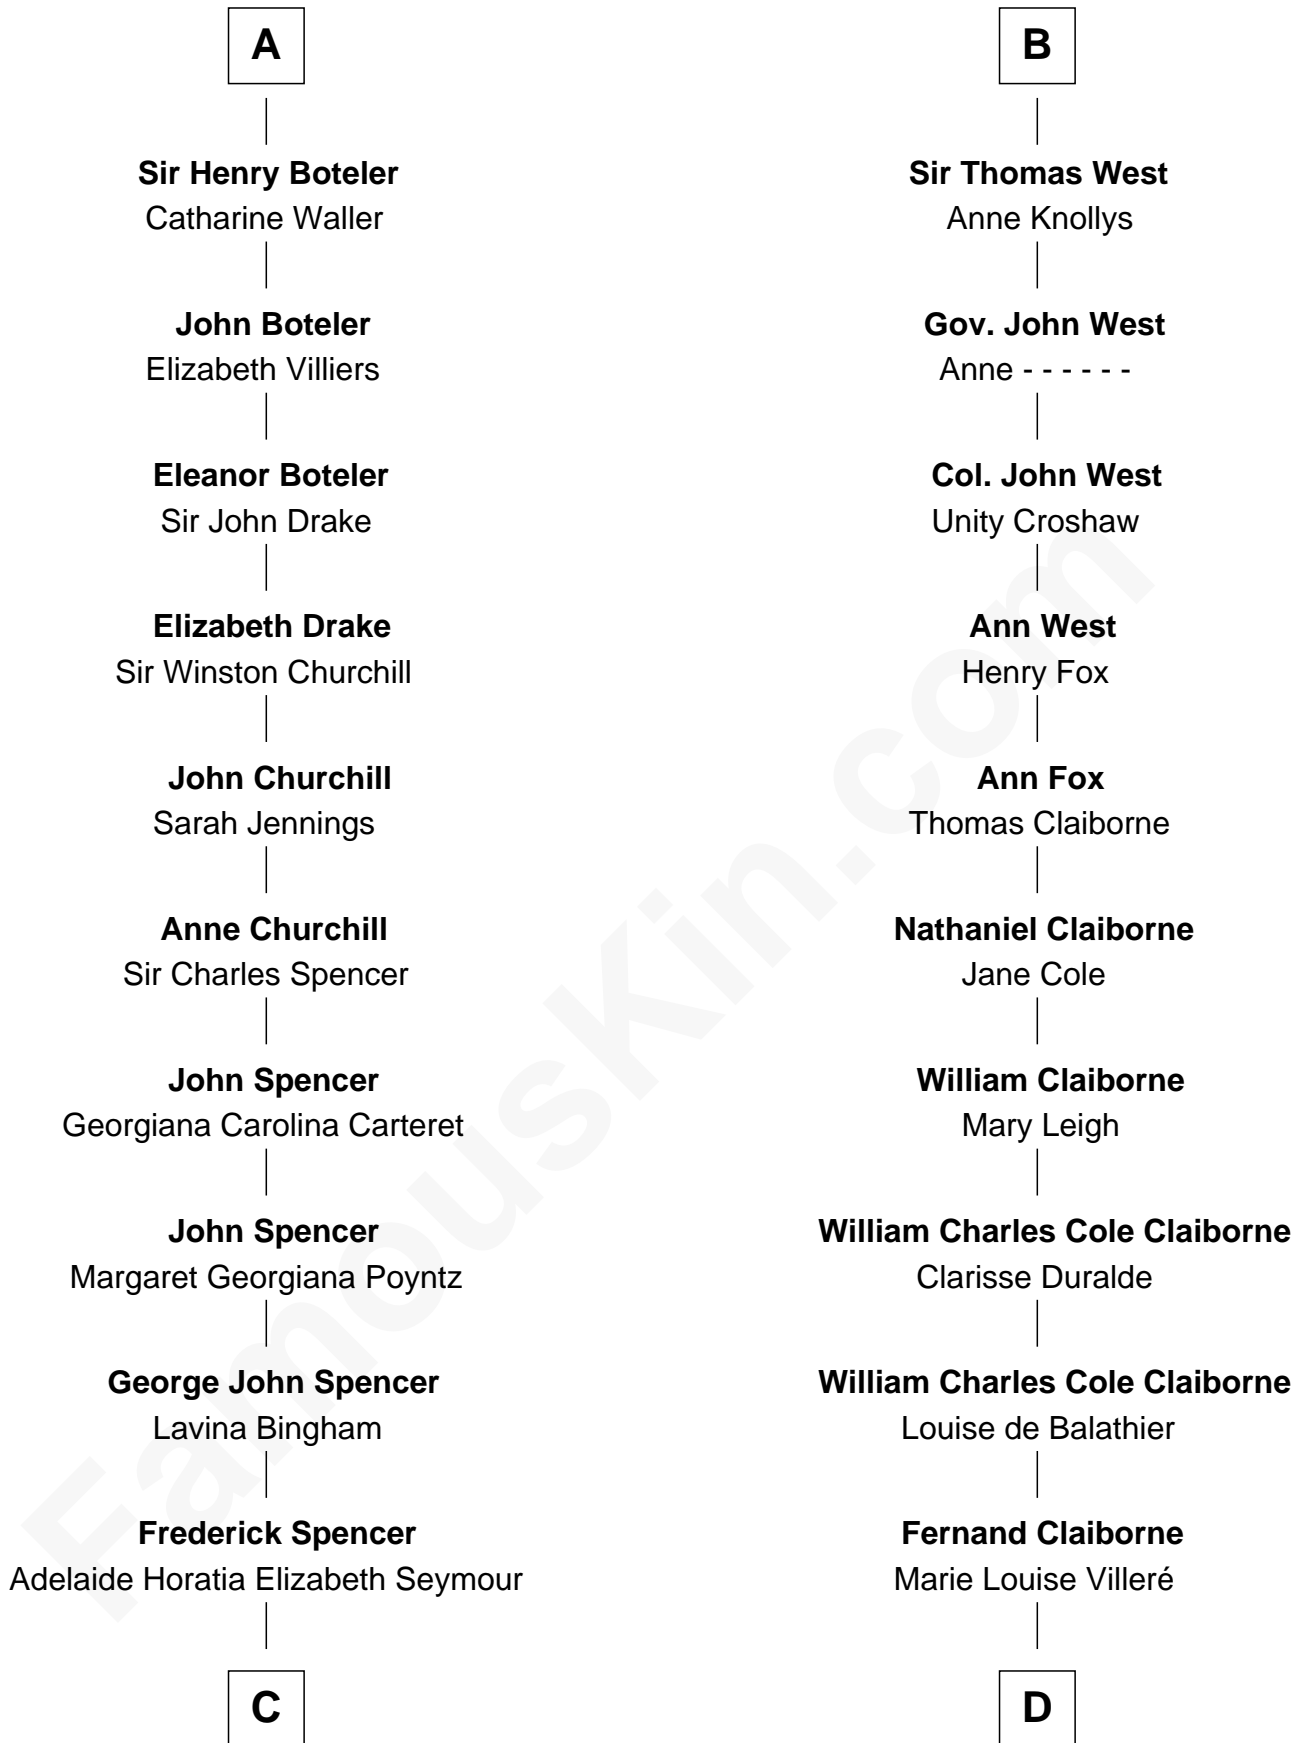 A
Sir Henry Boteler
Catharine Waller
John Boteler
Elizabeth Villiers
Eleanor Boteler
Sir John Drake
Elizabeth Drake
Sir Winston Churchill
John Churchill
Sarah Jennings
Anne Churchill
Sir Charles Spencer
John Spencer
Georgiana Carolina Carteret
John Spencer
Margaret Georgiana Poyntz
George John Spencer
Lavina Bingham
Frederick Spencer
Adelaide Horatia Elizabeth Seymour
C
B
Sir Thomas West
Anne Knollys
Gov. John West
Anne - - - - - -
Col. John West
Unity Croshaw
Ann West
Henry Fox
Ann Fox
Thomas Claiborne
Nathaniel Claiborne
Jane Cole
William Claiborne
Mary Leigh
William Charles Cole Claiborne
Clarisse Duralde
William Charles Cole Claiborne
Louise de Balathier
Fernand Claiborne
Marie Louise Villeré
D
FamousKin.com